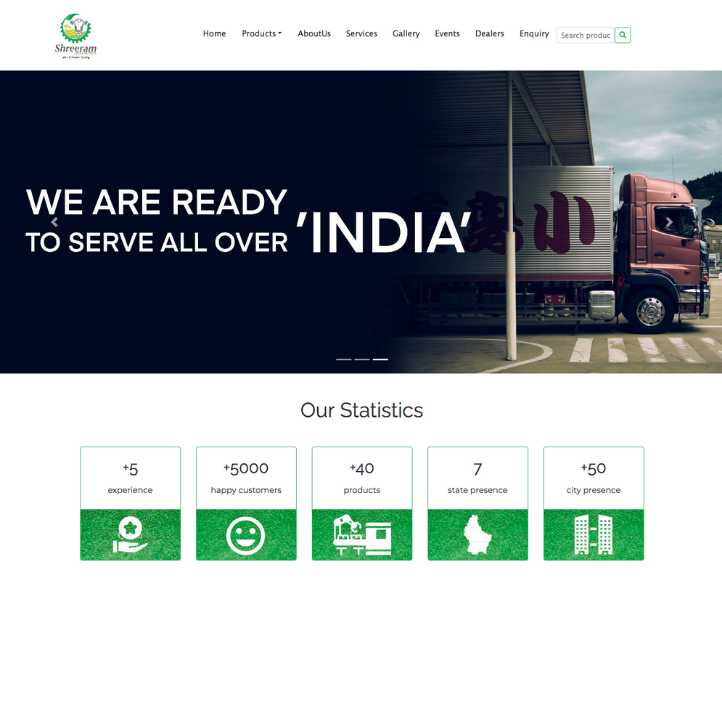 Shreeram
Home
Products
AboutUs
Services
Gallery
Events
Dealers
Enquiry
Search produc
WE ARE READY
TO SERVE ALL OVER 'INDIA'
小
Our Statistics
+5
experience
+5000
happy customers
+40
products
7
state presence
+50
city presence